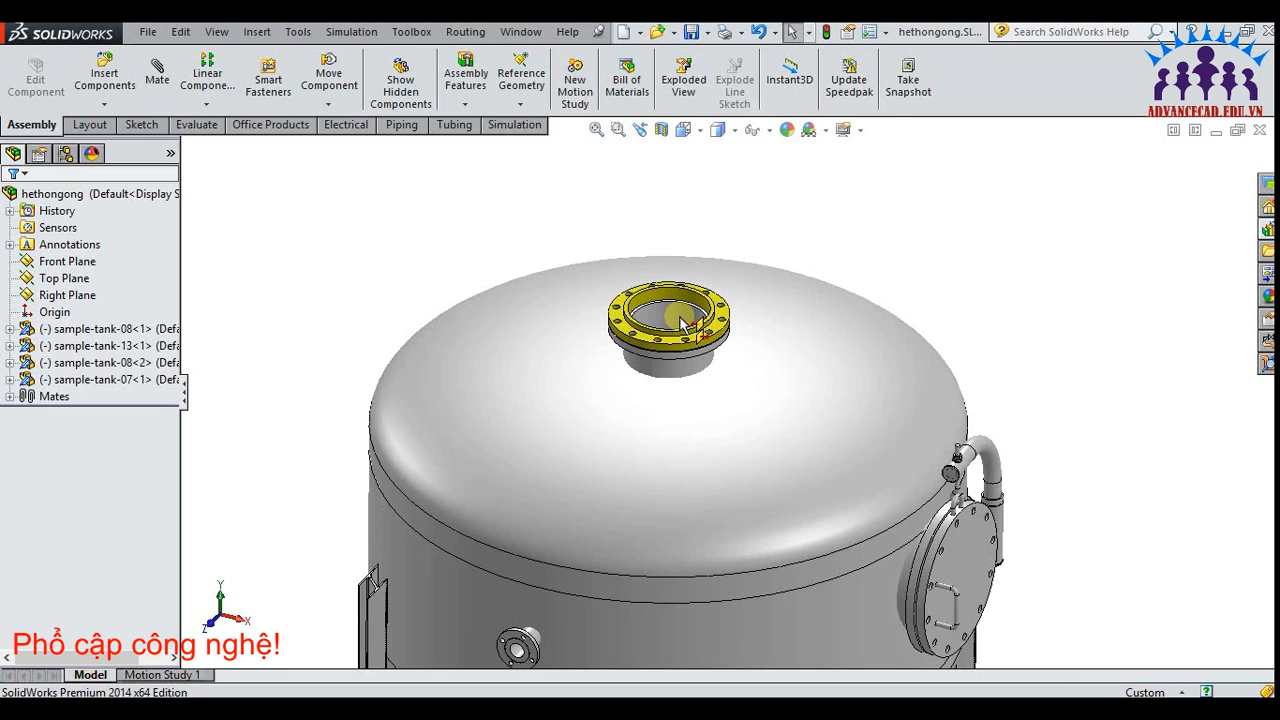 SOLIDWORKS
File Edit View Insert Tools Simulation Toolbox Routing Window Help
hethongong.SL...
Search SolidWorks Help
Edit Component
Insert Components
Mate
Linear Compone...
Smart Fasteners
Move Component
Show Hidden Components
Assembly Features
Reference Geometry
New Motion Study
Bill of Materials
Exploded View
Explode Line Sketch
Instant3D
Update Speedpak
Take Snapshot
ADVANCECAD.EDU.VN
Assembly Layout Sketch Evaluate Office Products Electrical Piping Tubing Simulation
hethongong (Default<Display S
History
Sensors
Annotations
Front Plane
Top Plane
Right Plane
Origin
(-) sample-tank-08<1> (Defa
(-) sample-tank-13<1> (Defa
(-) sample-tank-08<2> (Defa
(-) sample-tank-07<1> (Defa
Mates
Y
X
Z
Phổ cập công nghệ!
Model Motion Study 1
SolidWorks Premium 2014 x64 Edition
Custom